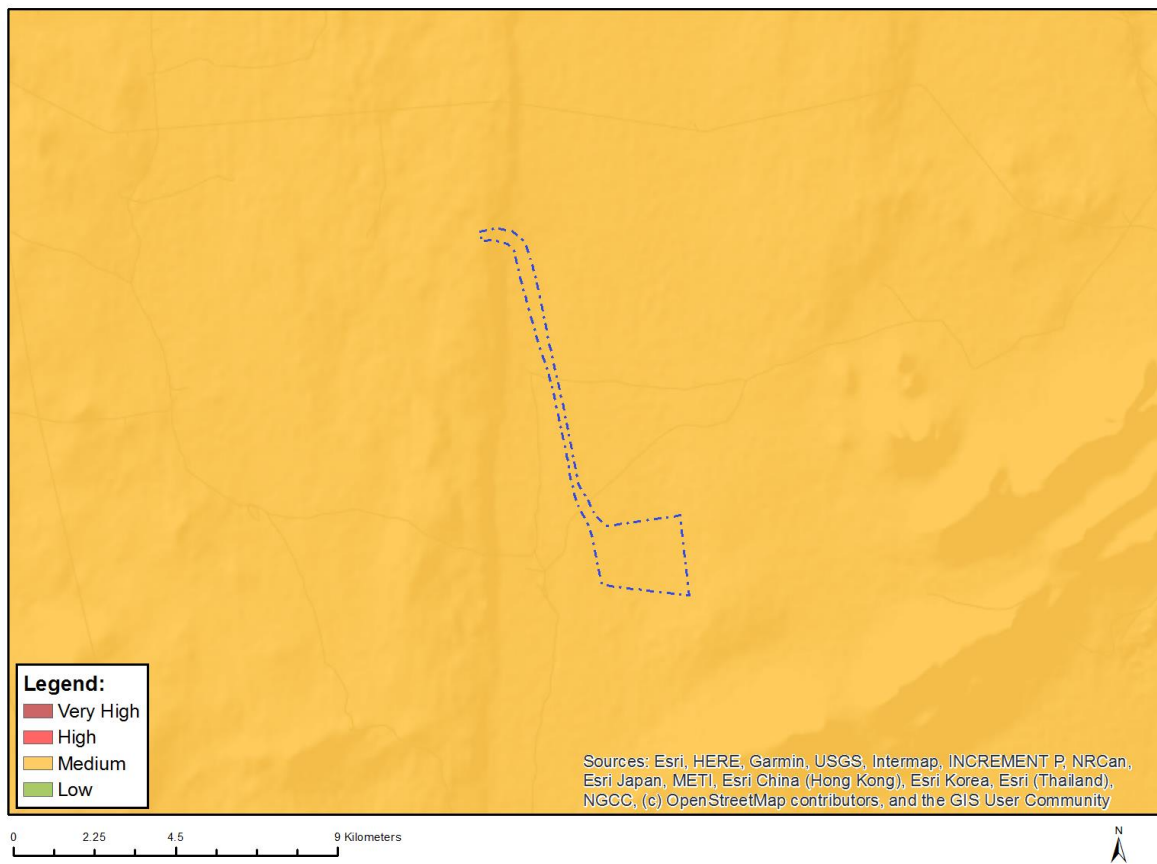 Legend:
Very High
High
Medium
Low
Sources: Esri, HERE, Garmin, USGS, Intermap, INCREMENT P, NRCan,
Esri Japan, METI, Esri China (Hong Kong), Esri Korea, Esri (Thailand),
NGCC, (c) OpenStreetMap contributors, and the GIS User Community
0 2.25 4.5 9 Kilometers
N